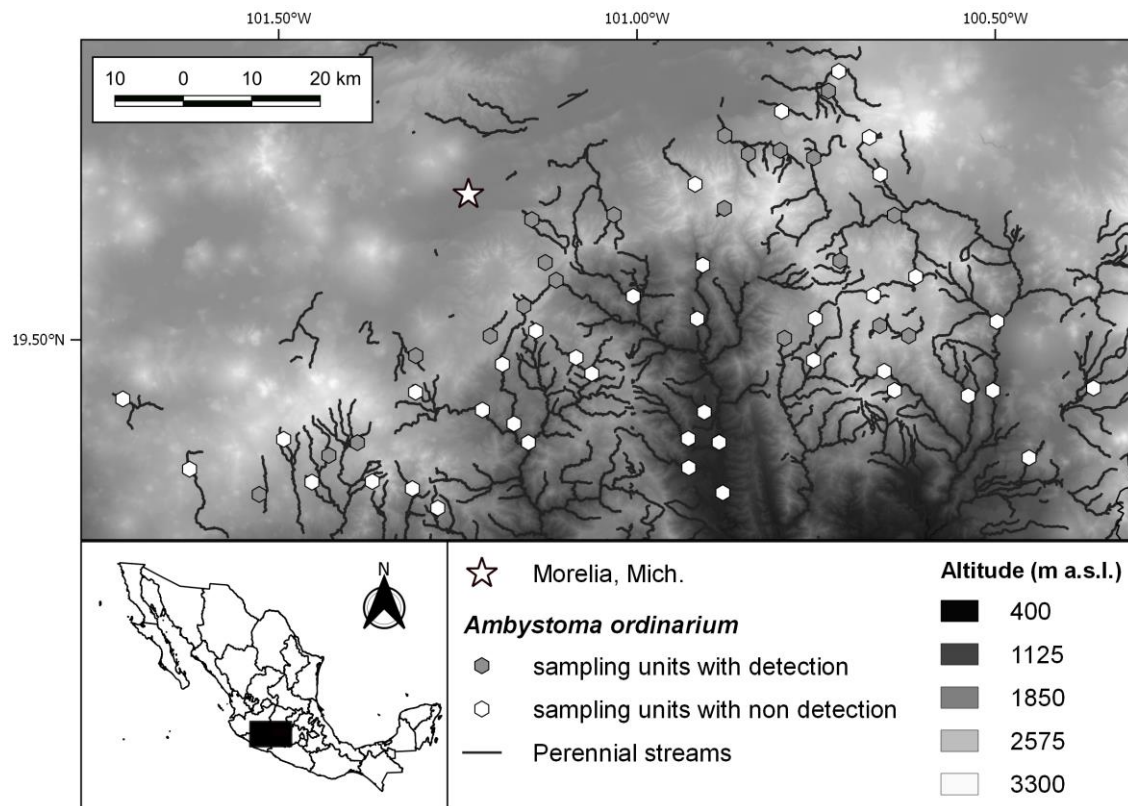 101.50°W 101.00°W 100.50°W
10 0 10 20 km
19.50°N
N
Morelia, Mich.
Ambystoma ordinarium
sampling units with detection
sampling units with non detection
Perennial streams
Altitude (m a.s.l.)
400
1125
1850
2575
3300